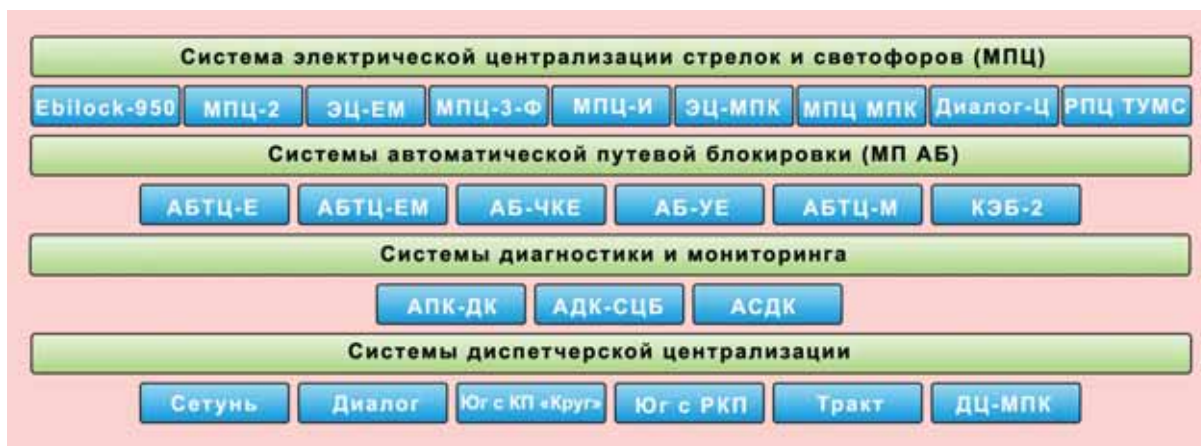 Система электрической централизации стрелок и светофоров (МПЦ)
Ebilock-950 МПЦ-2 ЭЦ-ЕМ МПЦ-3-Ф МПЦ-И ЭЦ-МПК МПЦ МПК Диалог-Ц РПЦ ТУМС
Системы автоматической путевой блокировки (МП АБ)
АБТЦ-Е АБТЦ-ЕМ АБ-ЧКЕ АБ-УЕ АБТЦ-М КЭБ-2
Системы диагностики и мониторинга
АПК-ДК АДК-СЦБ АСДК
Системы диспетчерской централизации
Сетунь Диалог Юг с КП «Круг» Юг с РКП Тракт ДЦ-МПК